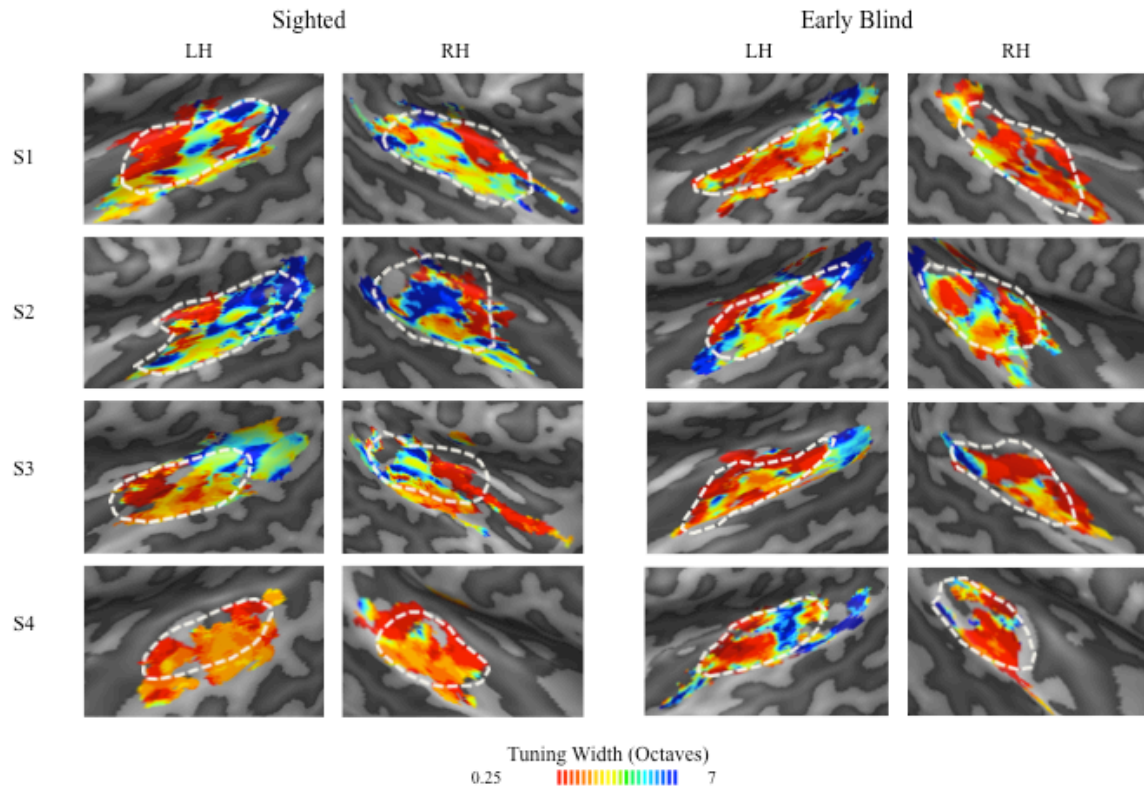 Sighted Early Blind
LH RH LH RH
S1
S2
S3
S4
Tuning Width (Octaves)
0.25 7